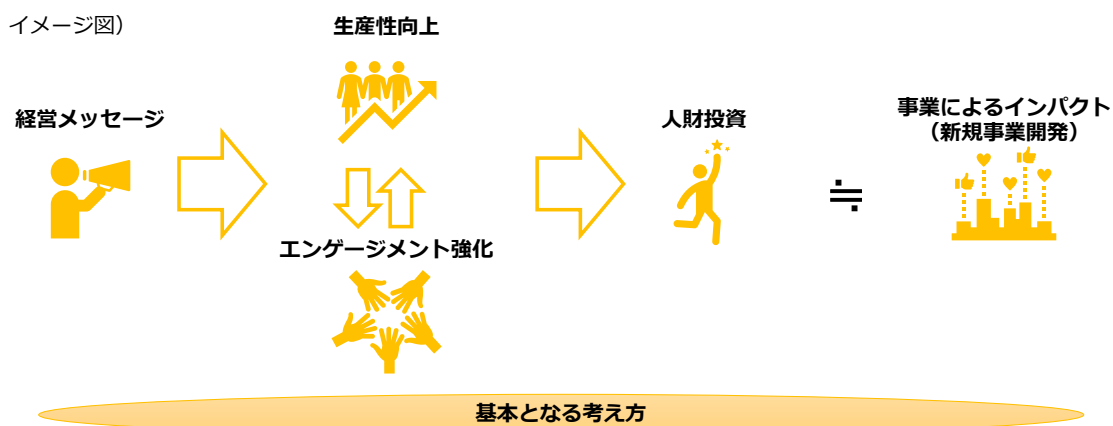 イメージ図）
生産性向上
経営メッセージ
人財投資
事業によるインパクト
（新規事業開発）
≒
エンゲージメント強化
基本となる考え方